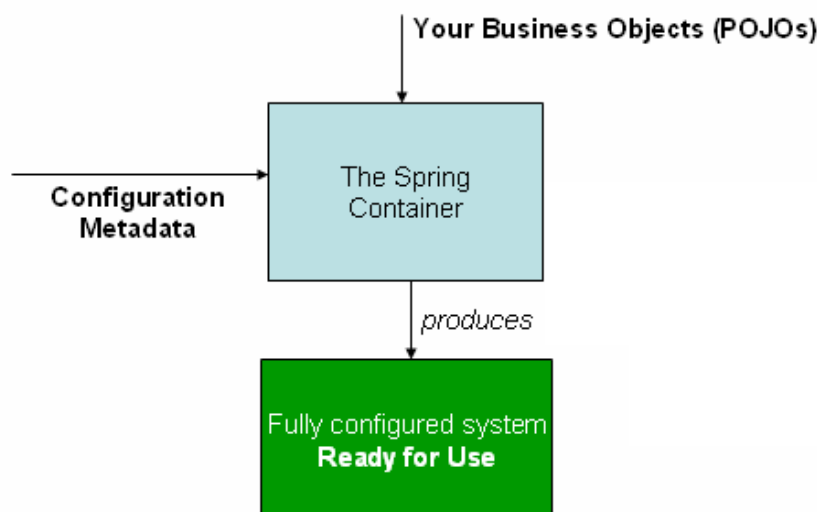 Your Business Objects (POJOs)
The Spring
Container
Configuration
Metadata
produces
Fully configured system
Ready for Use